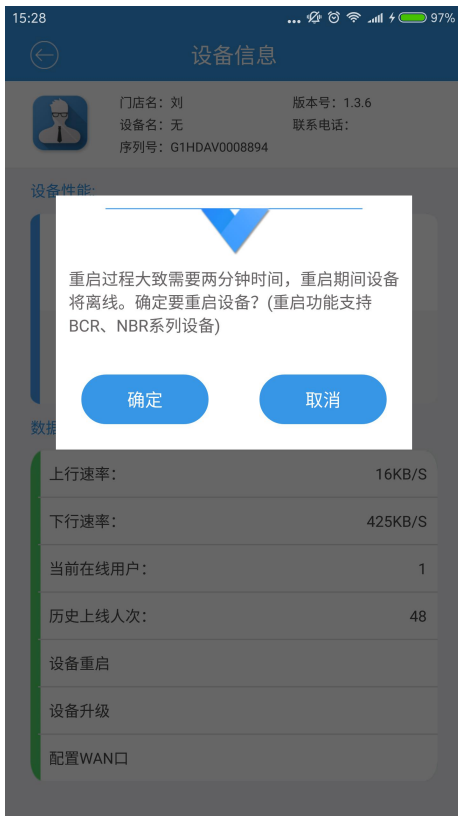 15:28
... 97%
设备信息
门店名：刘
版本号：1.3.6
设备名：无
联系电话：
序列号：G1HDAV0008894
设备性能:
重启过程大致需要两分钟时间，重启期间设备
将离线。确定要重启设备？(重启功能支持
BCR、NBR系列设备)
确定
取消
数据
上行速率：
16KB/S
下行速率：
425KB/S
当前在线用户：
1
历史上线人次：
48
设备重启
设备升级
配置WAN口